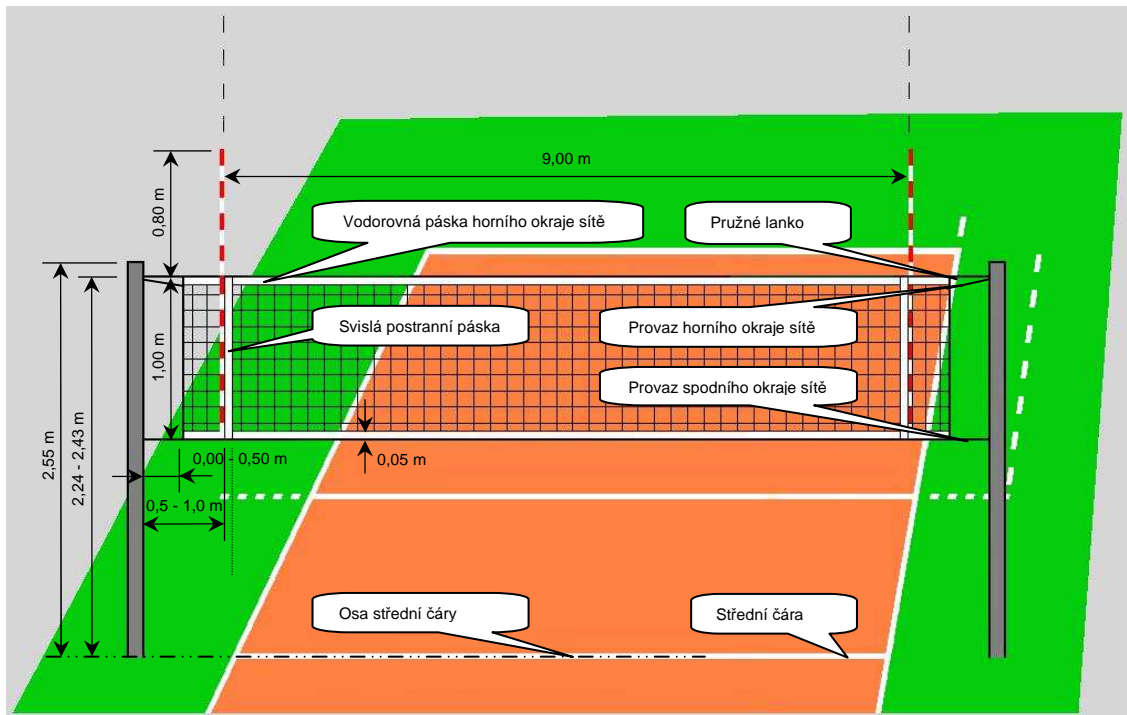 9,00 m
0,80 m
Vodorovná páska horního okraje sítě
Pružné lanko
Svislá postranní páska
Provaz horního okraje sítě
1,00 m
Provaz spodního okraje sítě
2,55 m
2,24 - 2,43 m
0,00 - 0,50 m
0,05 m
0,5 - 1,0 m
Osa střední čáry
Střední čára